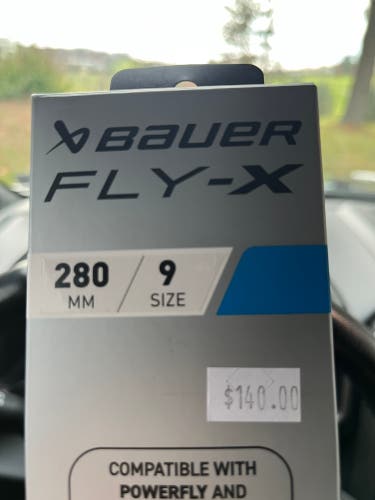 BAUER
FLY-X
280 MM / 9 SIZE
$140.00
COMPATIBLE WITH
POWERFLY AND